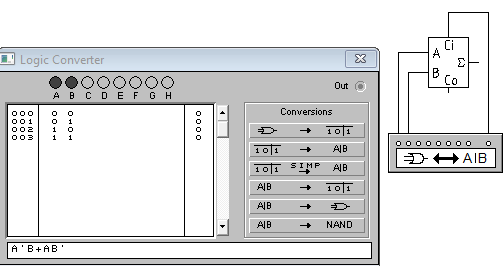 Logic Converter
Out
A B C D E F G H
000 0 0 0
001 0 1 0
002 1 0 0
003 1 1 0
Conversions
→ 1 0 1
1 0 1 → A|B
1 0 1 SIMP → A|B
A|B → 1 0 1
A|B →
A|B → NAND
A'B+AB'
A Ci
Σ
B
Co
A|B